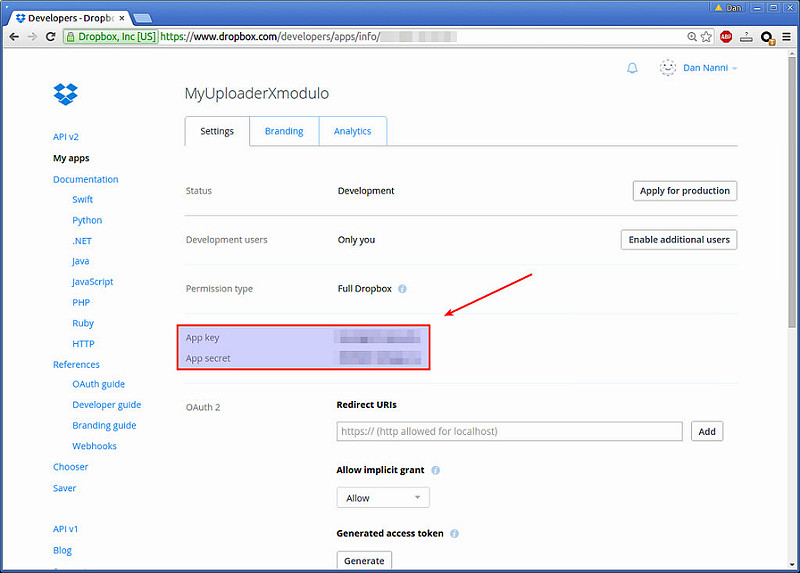 Developers - Dropbo
Dani
Dropbox, Inc [US] https://www.dropbox.com/developers/apps/info/
ABP
Dan Nanni
MyUploaderXmodulo
Settings Branding Analytics
API v2
My apps
Documentation
Swift
Python
.NET
Java
JavaScript
PHP
Ruby
HTTP
References
OAuth guide
Developer guide
Branding guide
Webhooks
Chooser
Saver
API v1
Blog
Status Development Apply for production
Development users Only you Enable additional users
Permission type Full Dropbox
App key
App secret
OAuth 2
Redirect URIs
https:// (http allowed for localhost) Add
Allow implicit grant
Allow
Generated access token
Generate